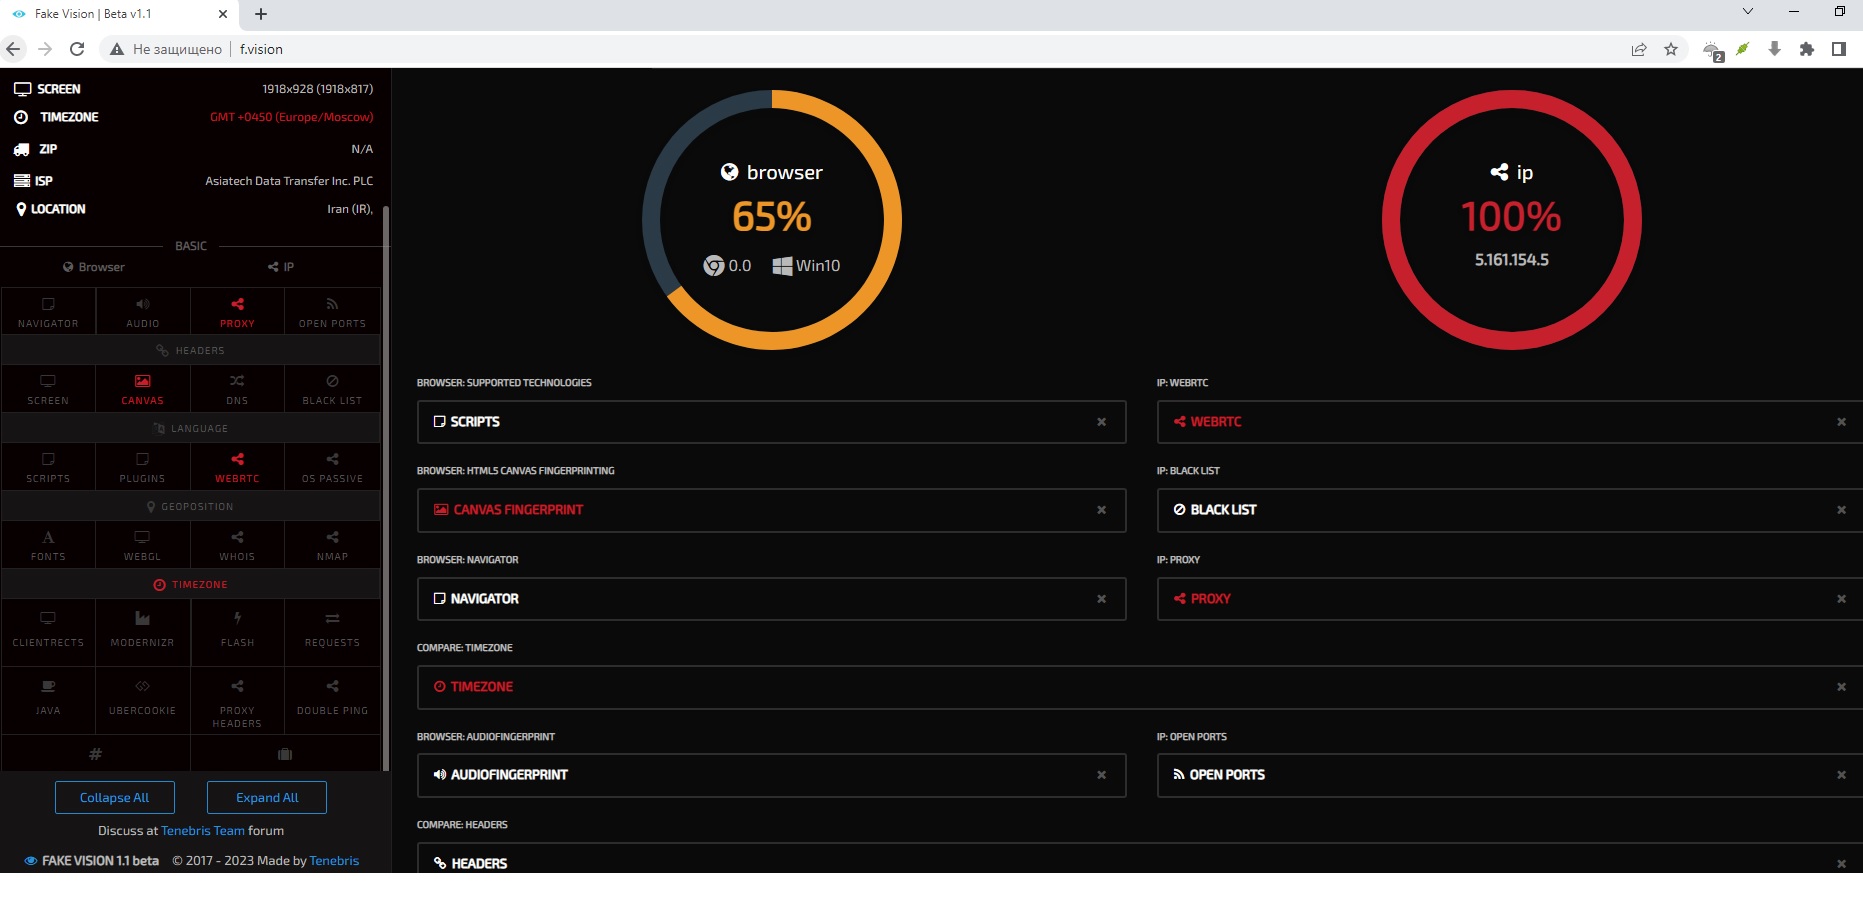 Fake Vision | Beta v1.1
Не защищено f.vision
2
SCREEN 1918x928 (1918x817)
TIMEZONE GMT +0450 (Europe/Moscow)
ZIP N/A
ISP Asiatech Data Transfer Inc. PLC
LOCATION Iran (IR),
BASIC
Browser IP
NAVIGATOR AUDIO PROXY OPEN PORTS
HEADERS
SCREEN CANVAS DNS BLACK LIST
LANGUAGE
SCRIPTS PLUGINS WEBRTC OS PASSIVE
GEOPOSITION
FONTS WEBGL WHOIS NMAP
TIMEZONE
CLIENTRECTS MODERNIZR FLASH REQUESTS
JAVA UBERCOOKIE PROXY HEADERS DOUBLE PING
Collapse All Expand All
Discuss at Tenebris Team forum
FAKE VISION 1.1 beta © 2017 - 2023 Made by Tenebris
browser
65%
0.0 Win10
ip
100%
5.161.154.5
BROWSER: SUPPORTED TECHNOLOGIES
SCRIPTS
IP: WEBRTC
WEBRTC
BROWSER: HTML5 CANVAS FINGERPRINTING
CANVAS FINGERPRINT
IP: BLACK LIST
BLACK LIST
BROWSER: NAVIGATOR
NAVIGATOR
IP: PROXY
PROXY
COMPARE: TIMEZONE
TIMEZONE
BROWSER: AUDIOFINGERPRINT
AUDIOFINGERPRINT
IP: OPEN PORTS
OPEN PORTS
COMPARE: HEADERS
HEADERS